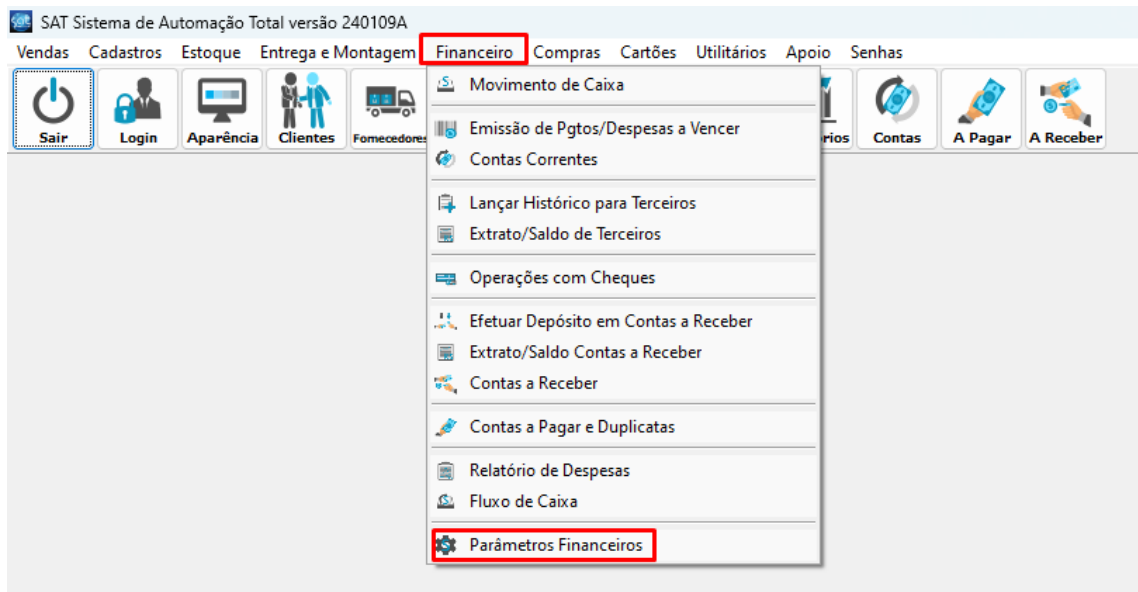 SAT Sistema de Automação Total versão 240109A
Vendas Cadastros Estoque Entrega e Montagem Financeiro Compras Cartões Utilitários Apoio Senhas
Sair Login Aparência Clientes Fornecedores Contas A Pagar A Receber
Movimento de Caixa
Emissão de Pgtos/Despesas a Vencer
Contas Correntes
Lançar Histórico para Terceiros
Extrato/Saldo de Terceiros
Operações com Cheques
Efetuar Depósito em Contas a Receber
Extrato/Saldo Contas a Receber
Contas a Receber
Contas a Pagar e Duplicatas
Relatório de Despesas
Fluxo de Caixa
Parâmetros Financeiros